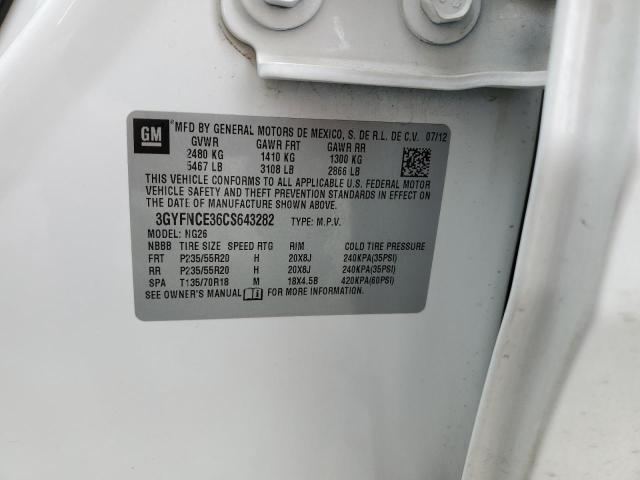 GM MFD BY GENERAL MOTORS DE MEXICO, S. DE R.L. DE C.V. 07/12
GVWR GAWR FRT GAWR RR
2480 KG 1410 KG 1300 KG
5467 LB 3108 LB 2866 LB
THIS VEHICLE CONFORMS TO ALL APPLICABLE U.S. FEDERAL MOTOR
VEHICLE SAFETY AND THEFT PREVENTION STANDARDS IN EFFECT ON
THE DATE OF MANUFACTURE SHOWN ABOVE.
3GYFNCE36CS643282 TYPE: M.P.V.
MODEL: NG26
NBBB TIRE SIZE SPEED RTG RIM COLD TIRE PRESSURE
FRT P235/55R20 H 20X8J 240KPA(35PSI)
RR P235/55R20 H 20X8J 240KPA(35PSI)
SPA T135/70R18 M 18X4.5B 420KPA(60PSI)
SEE OWNER'S MANUAL FOR MORE INFORMATION.